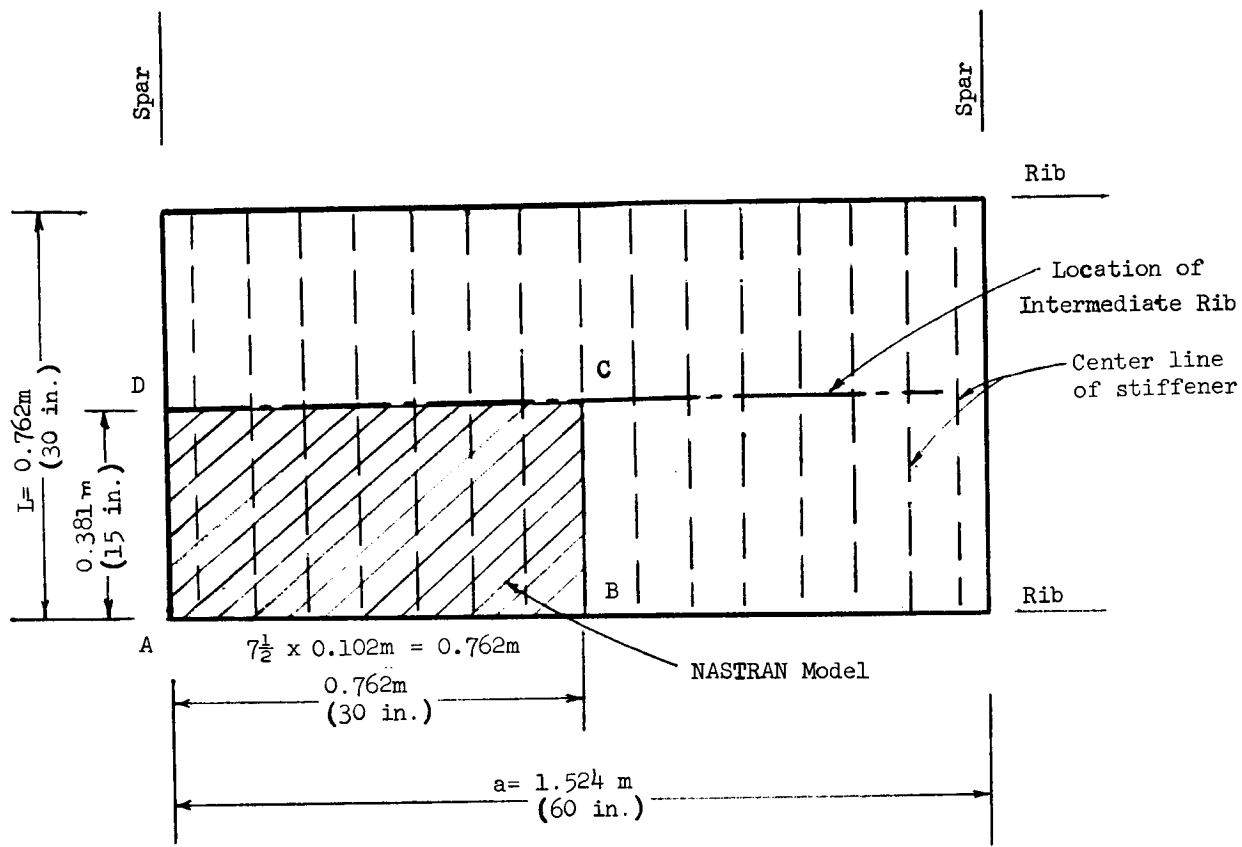 Spar
Spar
Rib
Location of
Intermediate Rib
Center line
of stiffener
D
C
L= 0.762m
(30 in.)
0.381m
(15 in.)
B
Rib
A
7½ x 0.102m = 0.762m
NASTRAN Model
0.762m
(30 in.)
a= 1.524 m
(60 in.)